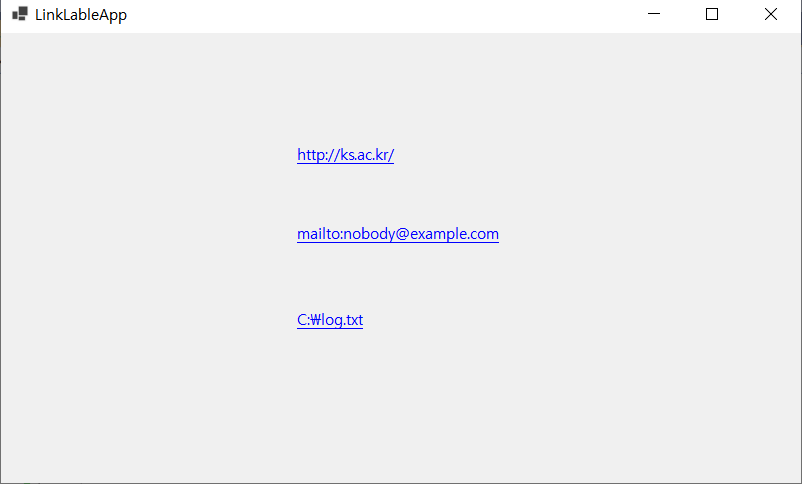 LinkLableApp
http://ks.ac.kr/
mailto:nobody@example.com
C:₩log.txt